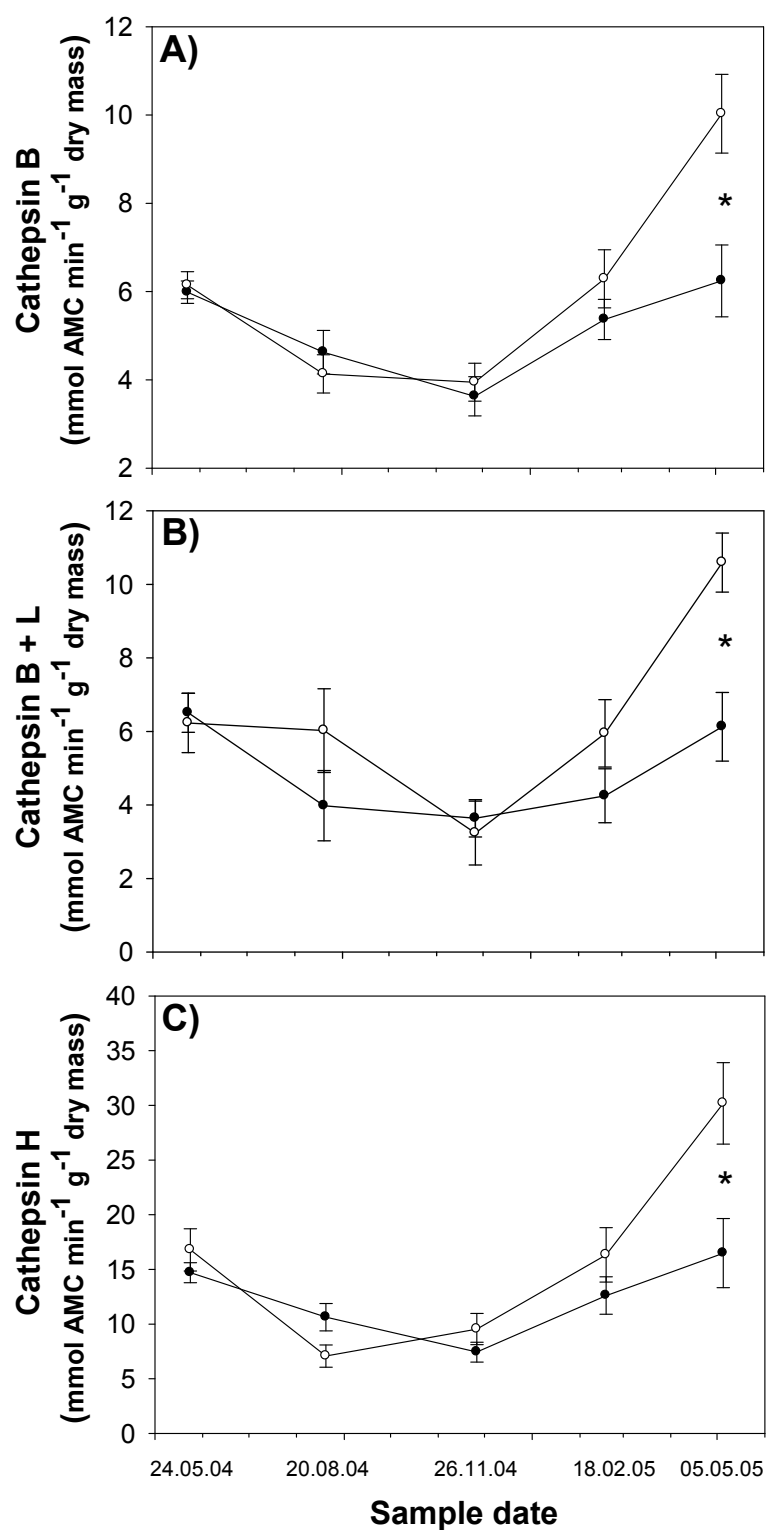 A)
Cathepsin B
(mmol AMC min⁻¹ g⁻¹ dry mass)
12
10
8
6
4
2
*
B)
Cathepsin B + L
(mmol AMC min⁻¹ g⁻¹ dry mass)
12
10
8
6
4
2
0
*
C)
Cathepsin H
(mmol AMC min⁻¹ g⁻¹ dry mass)
40
35
30
25
20
15
10
5
0
*
24.05.04 20.08.04 26.11.04 18.02.05 05.05.05
Sample date